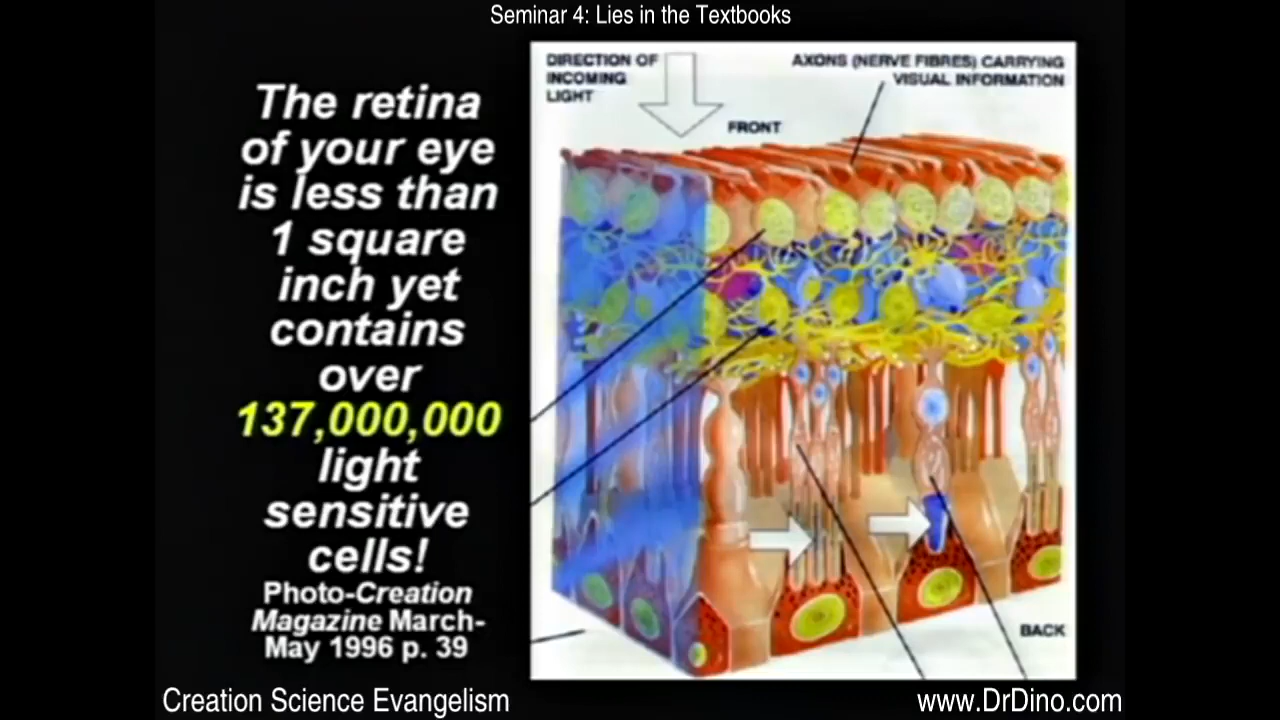 Seminar 4: Lies in the Textbooks
The retina
of your eye
is less than
1 square
inch yet
contains
over
137,000,000
light
sensitive
cells!
Photo-Creation
Magazine March-
May 1996 p. 39
DIRECTION OF
INCOMING
LIGHT
FRONT
AXONS (NERVE FIBRES) CARRYING
VISUAL INFORMATION
BACK
Creation Science Evangelism
www.DrDino.com